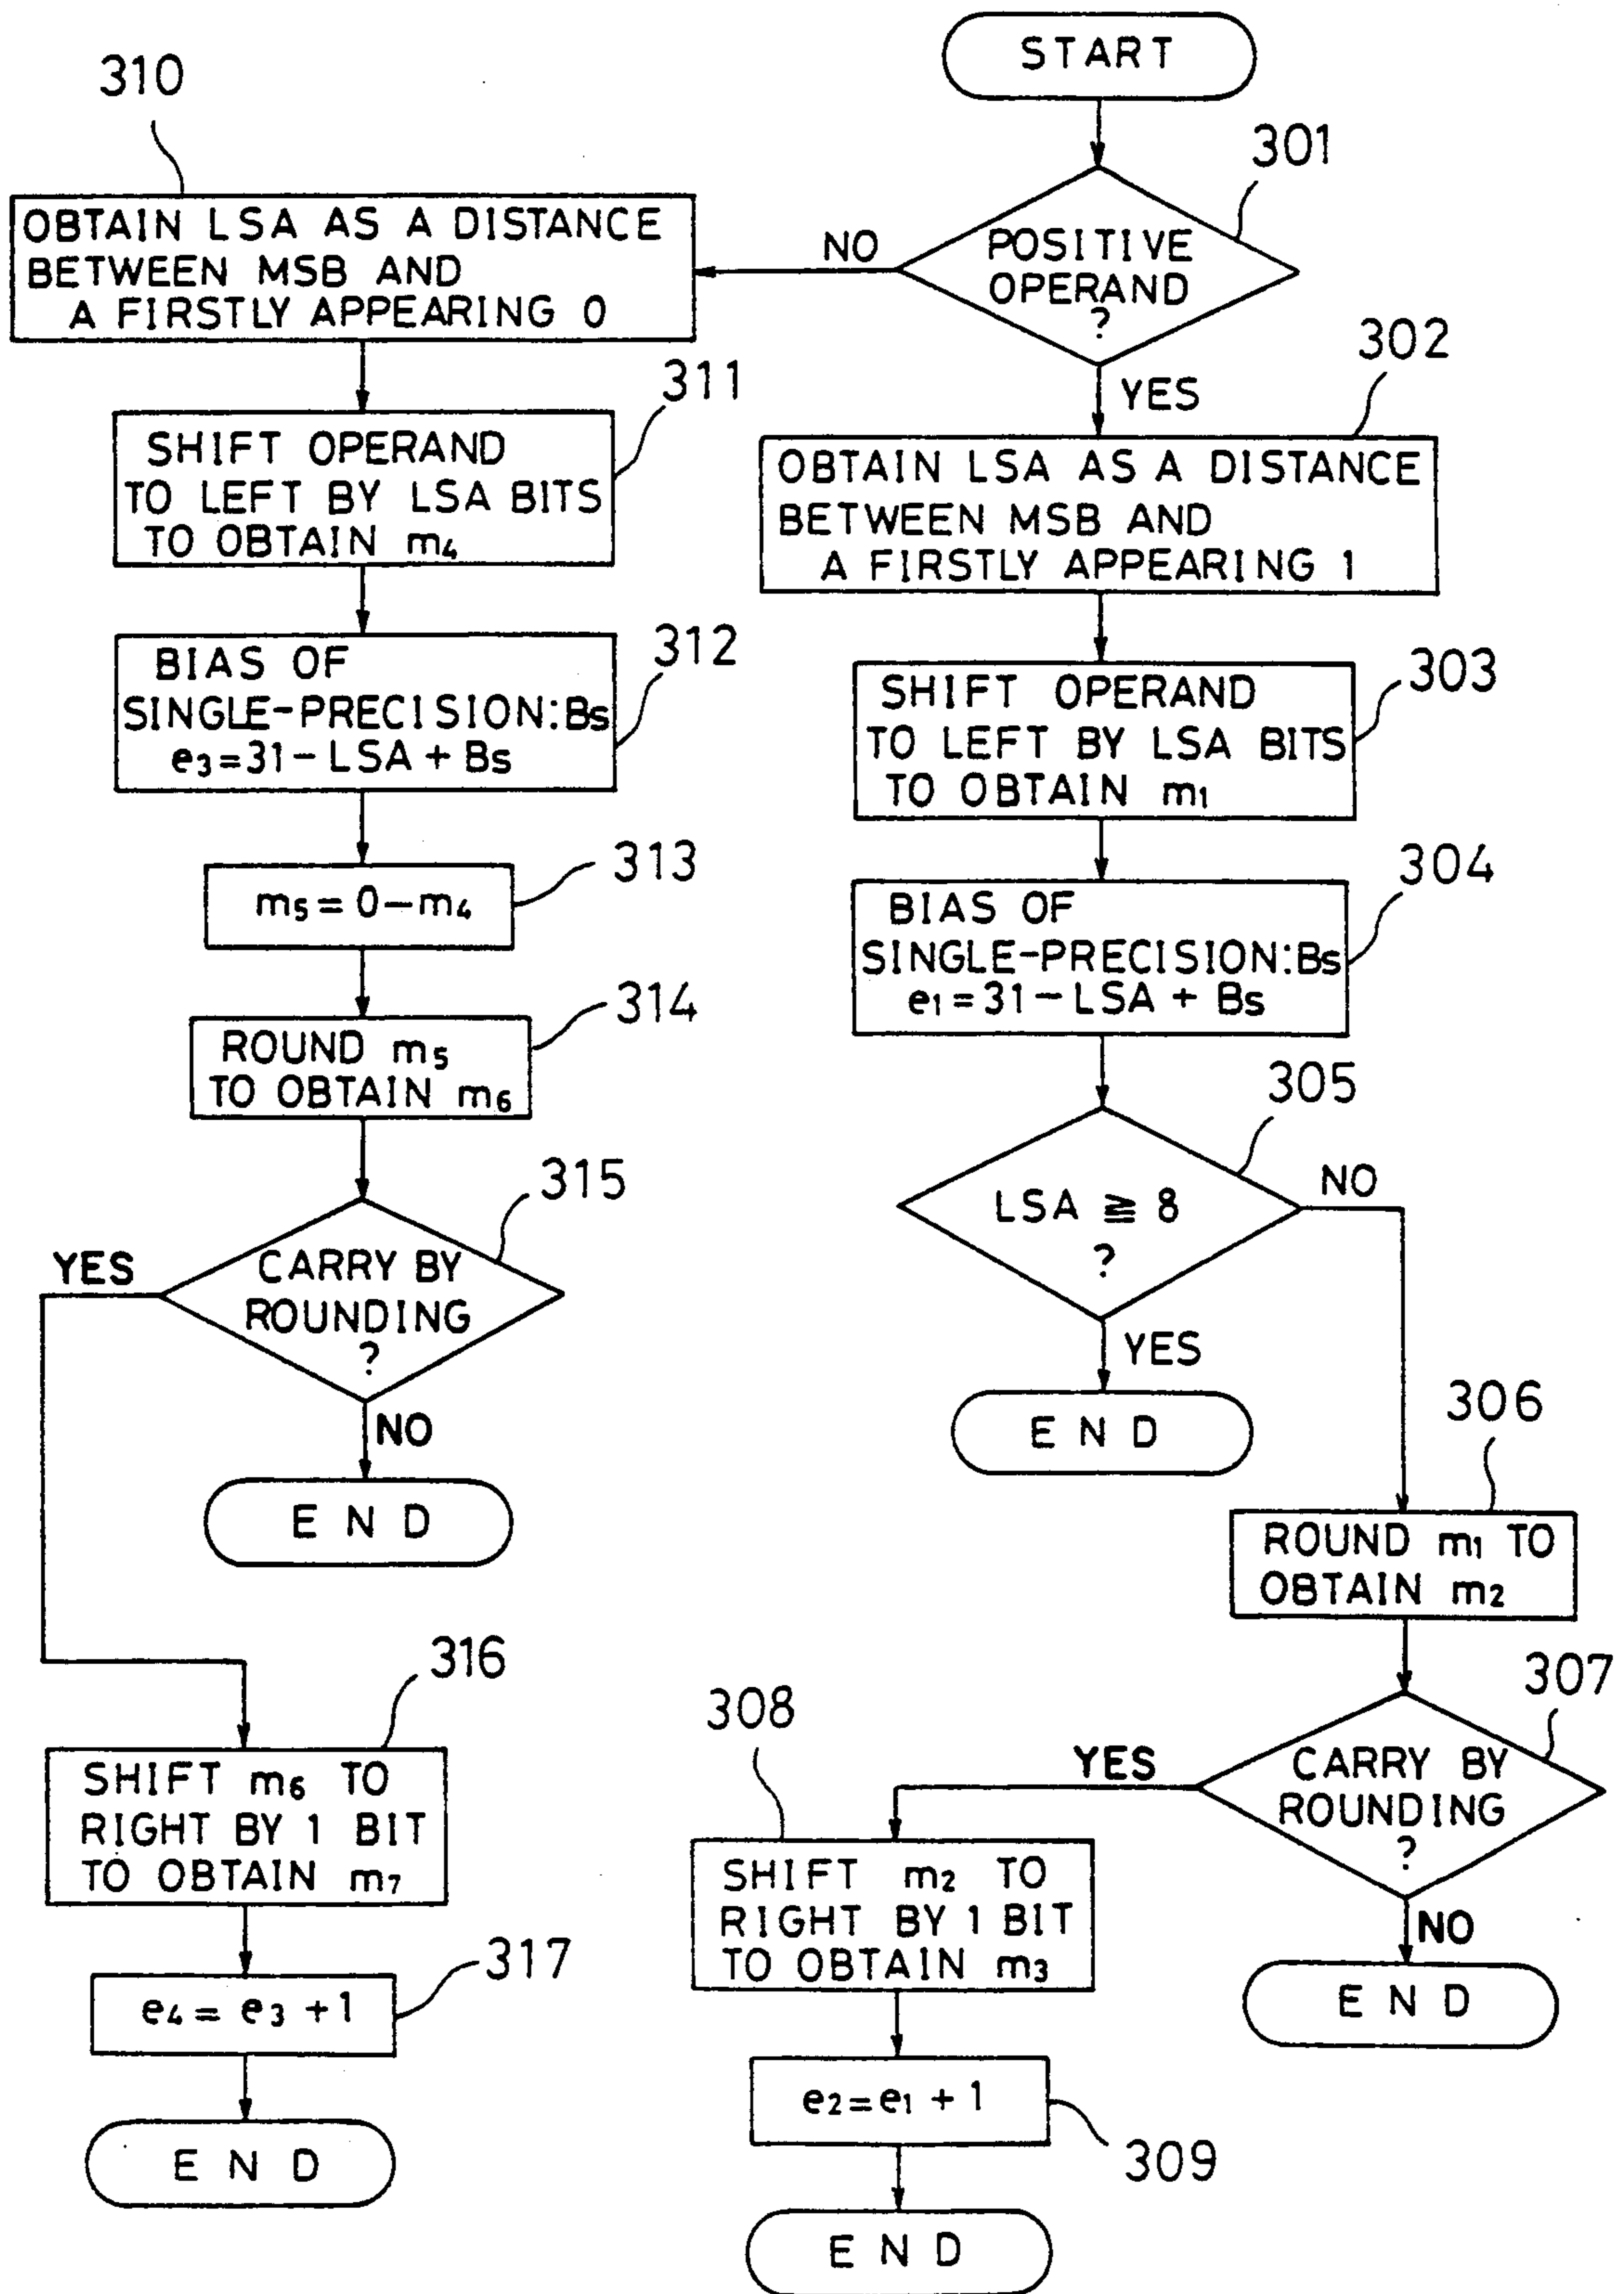 START
301
POSITIVE
OPERAND
?
NO
YES
310
OBTAIN LSA AS A DISTANCE
BETWEEN MSB AND
A FIRSTLY APPEARING 0
311
SHIFT OPERAND
TO LEFT BY LSA BITS
TO OBTAIN m₄
312
BIAS OF
SINGLE-PRECISION:Bs
e₃=31-LSA+Bs
313
m₅=0-m₄
314
ROUND m₅
TO OBTAIN m₆
315
CARRY BY
ROUNDING
?
YES
NO
END
316
SHIFT m₆ TO
RIGHT BY 1 BIT
TO OBTAIN m₇
317
e₄=e₃+1
END
302
OBTAIN LSA AS A DISTANCE
BETWEEN MSB AND
A FIRSTLY APPEARING 1
303
SHIFT OPERAND
TO LEFT BY LSA BITS
TO OBTAIN m₁
304
BIAS OF
SINGLE-PRECISION:Bs
e₁=31-LSA+Bs
305
LSA ≧ 8
?
NO
YES
END
306
ROUND m₁ TO
OBTAIN m₂
307
CARRY BY
ROUNDING
?
YES
NO
END
308
SHIFT m₂ TO
RIGHT BY 1 BIT
TO OBTAIN m₃
309
e₂=e₁+1
END